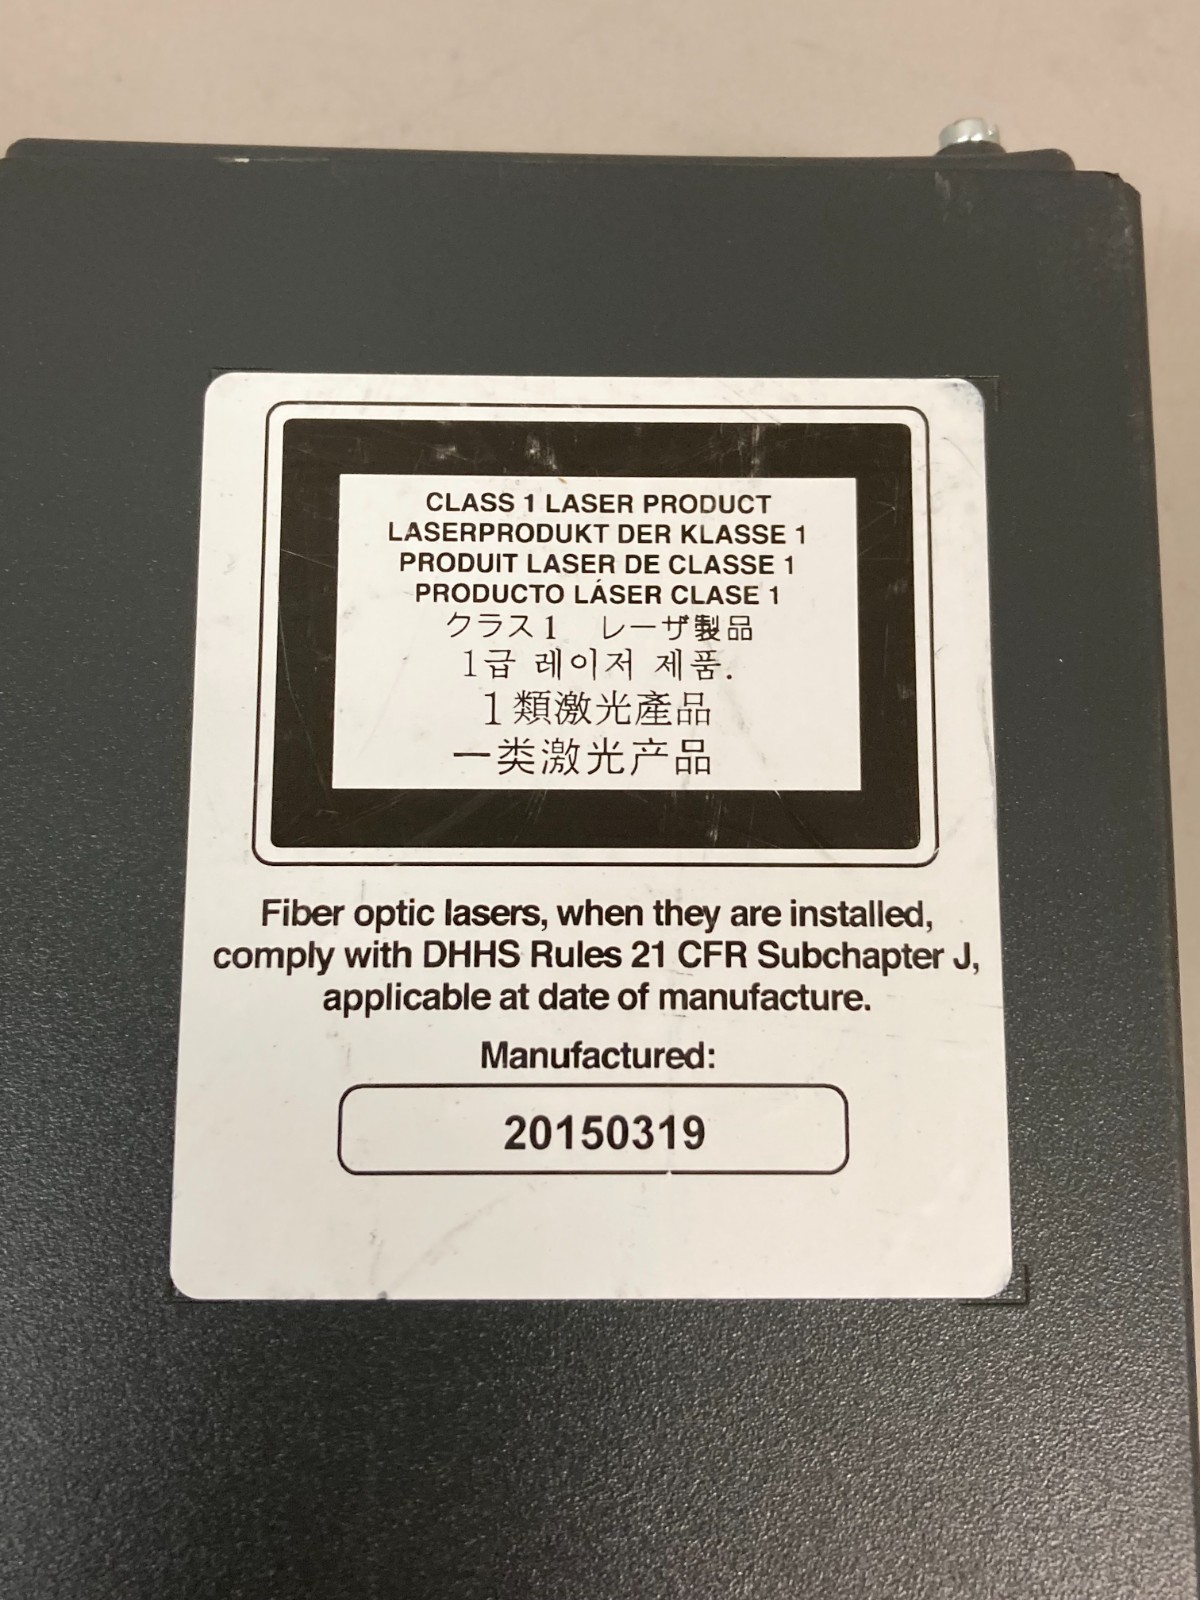 CLASS 1 LASER PRODUCT
LASERPRODUKT DER KLASSE 1
PRODUIT LASER DE CLASSE 1
PRODUCTO LÁSER CLASE 1
クラス1 レーザ製品
1급 레이저 제품.
1類激光產品
一类激光产品
Fiber optic lasers, when they are installed,
comply with DHHS Rules 21 CFR Subchapter J,
applicable at date of manufacture.
Manufactured:
20150319